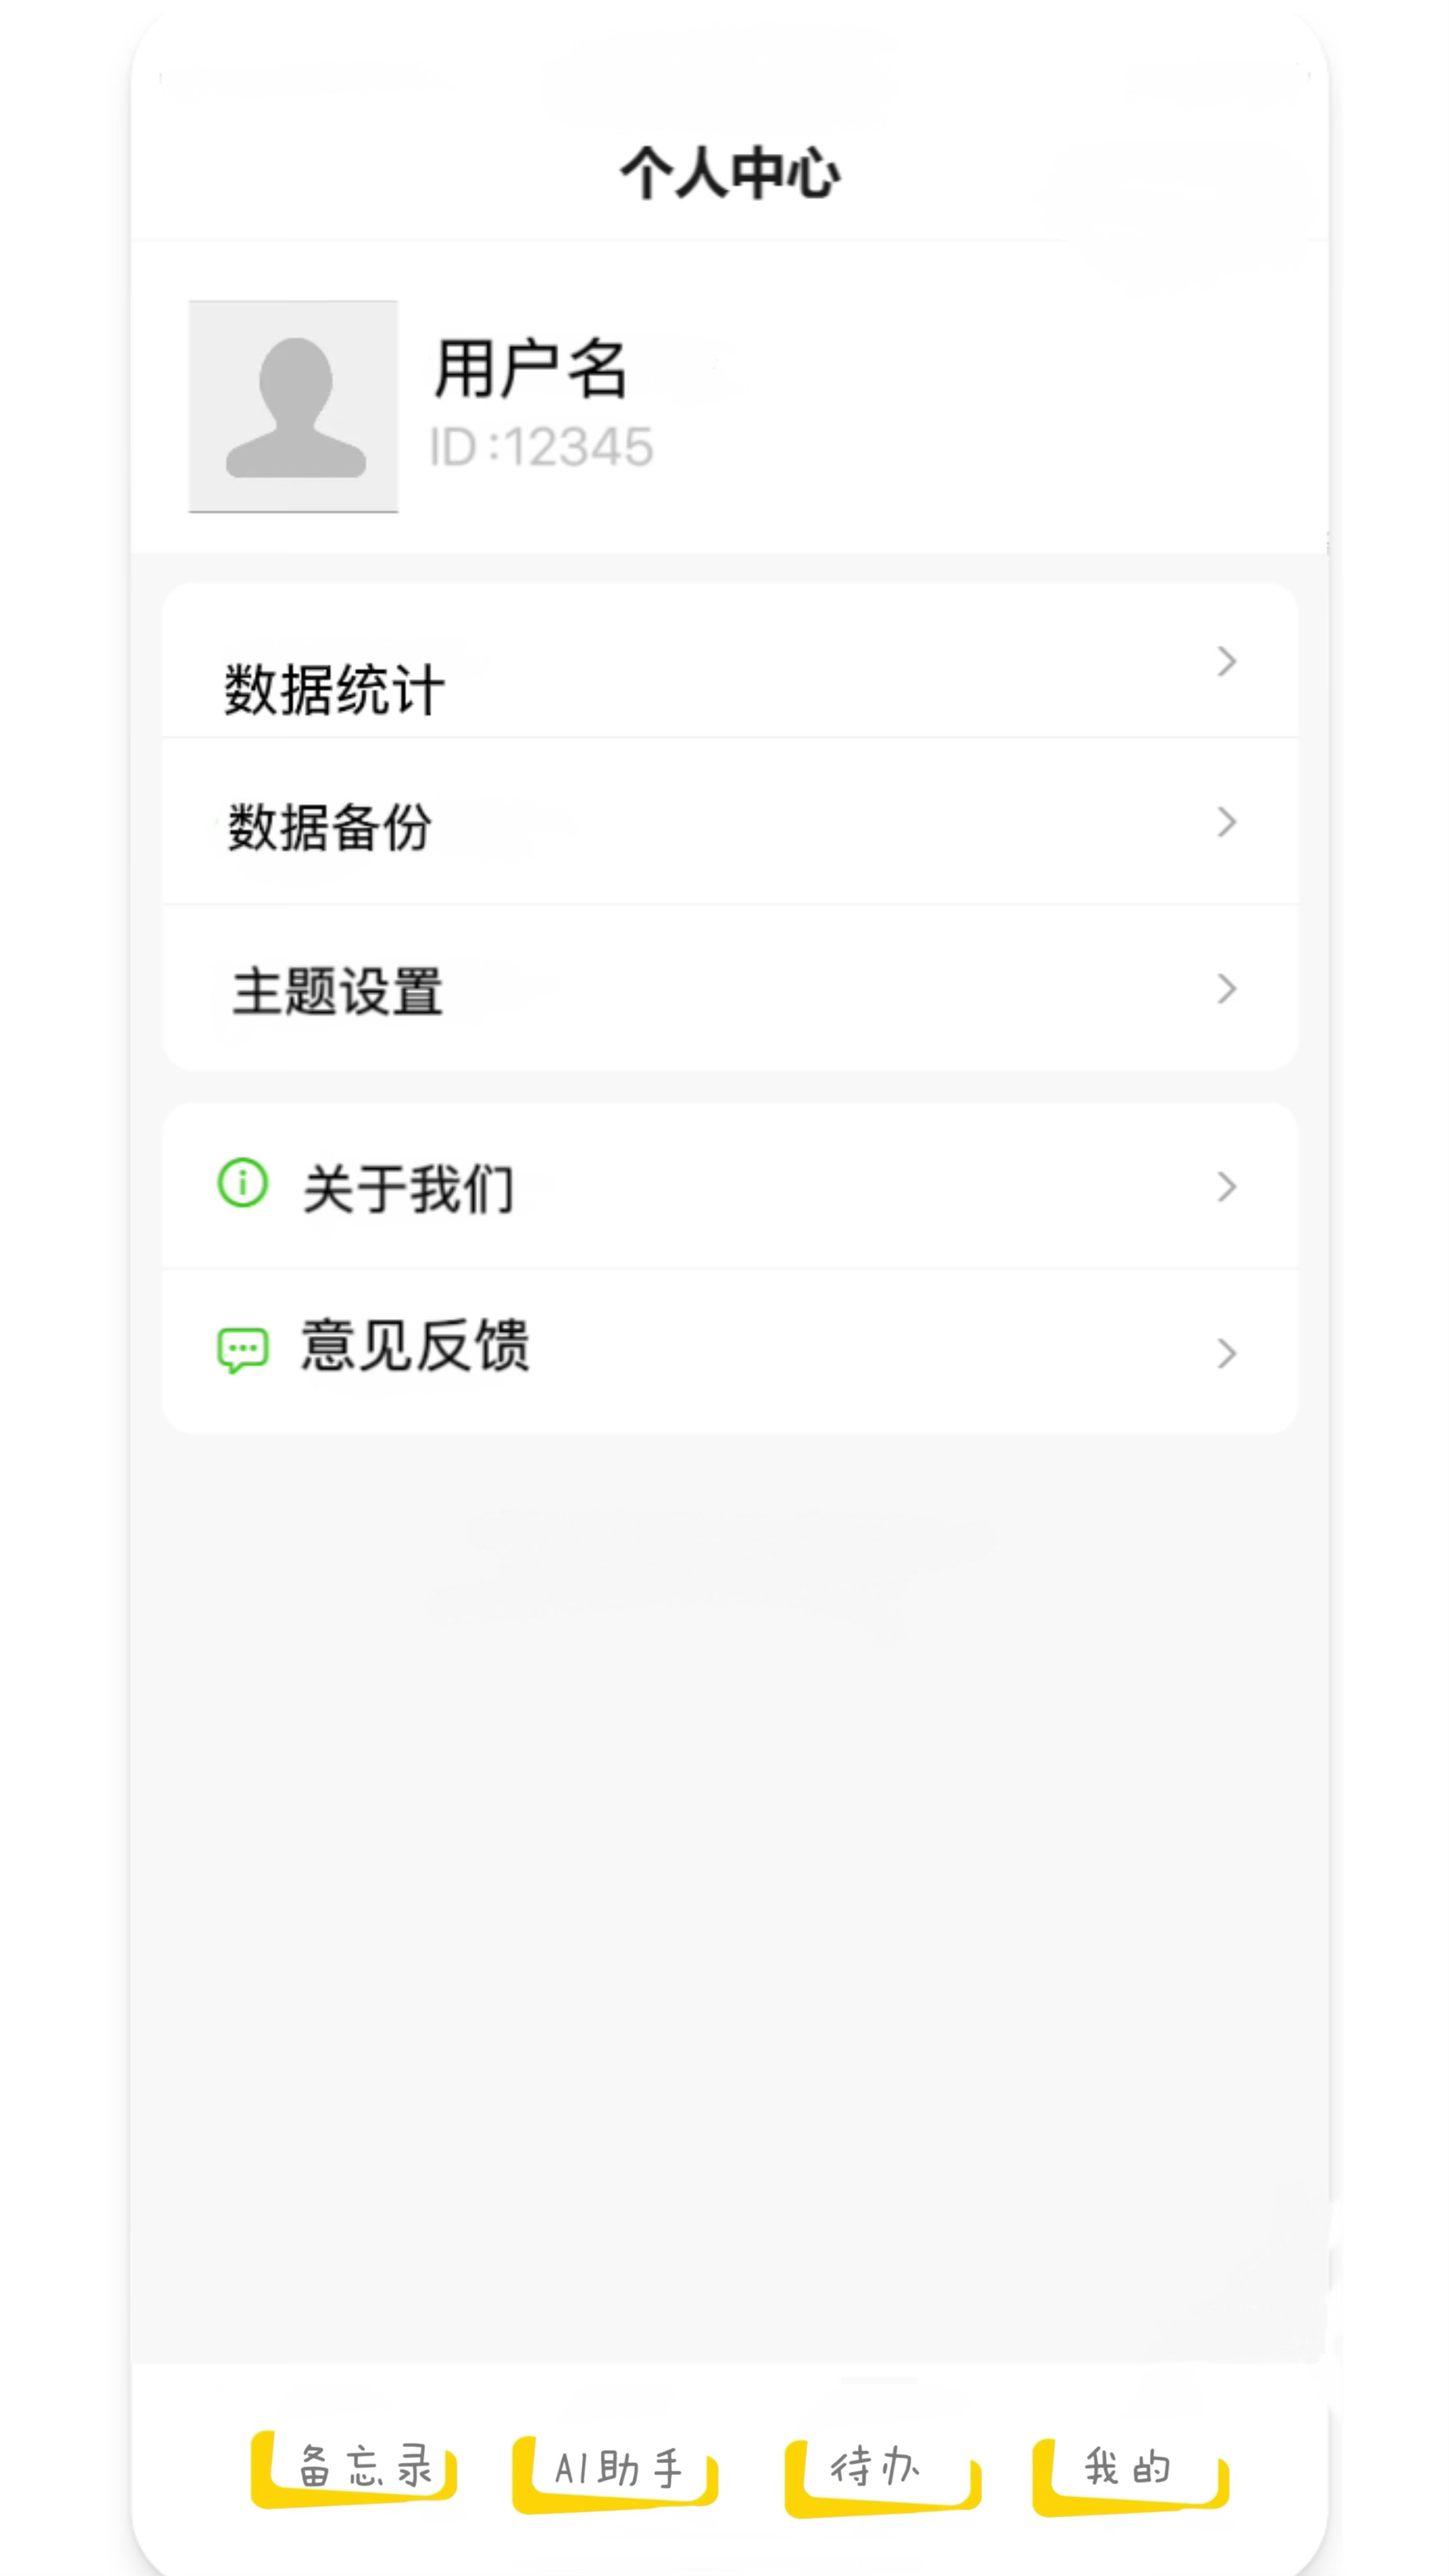 个人中心
用户名
ID:12345
数据统计
数据备份
主题设置
关于我们
意见反馈
备忘录 AI助手 待办 我的